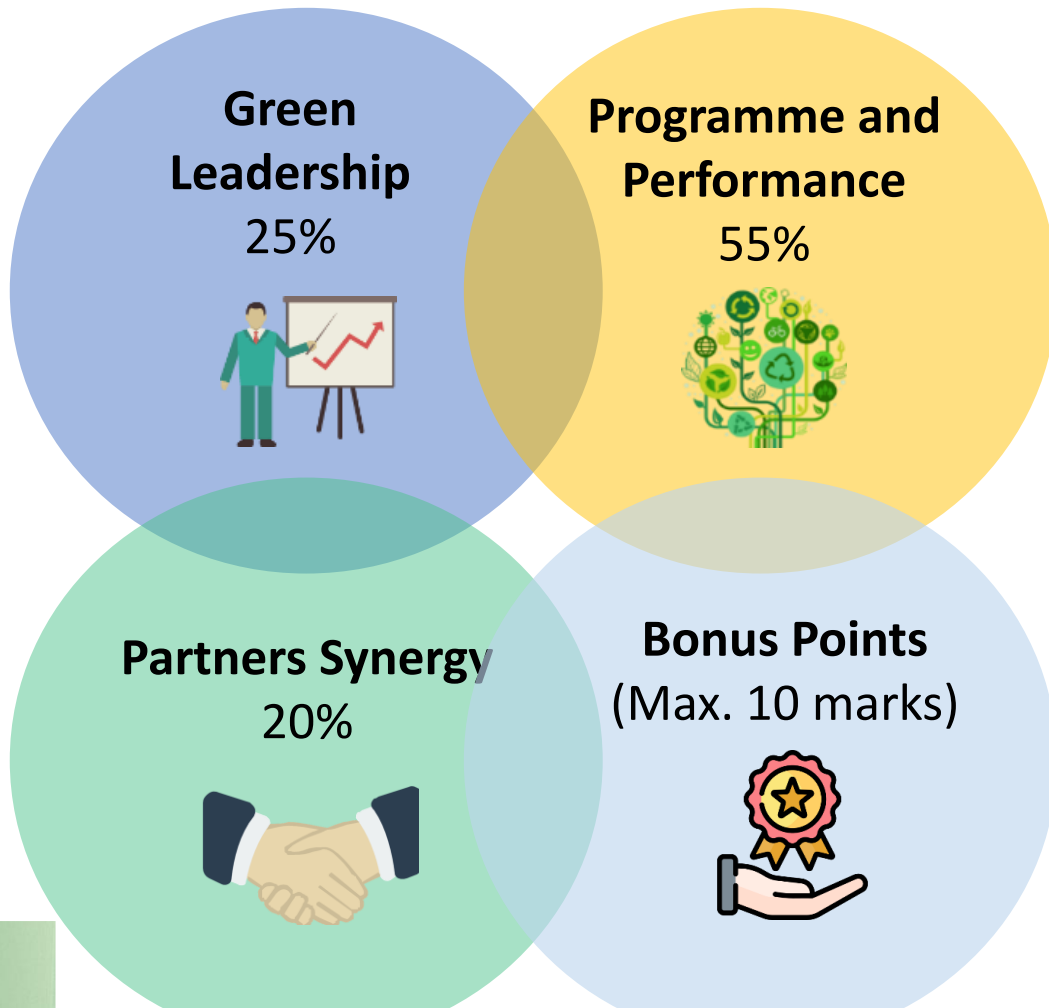 Green
Leadership
25%
Programme and
Performance
55%
Partners Synergy
20%
Bonus Points
(Max. 10 marks)